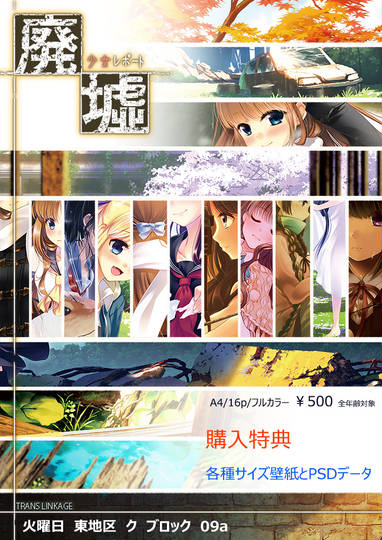 廃墟
少女レポート
A4/16p/フルカラー ￥500 全年齢対象
購入特典
各種サイズ壁紙とPSDデータ
TRANS LINKAGE
火曜日 東地区 ク ブロック 09a